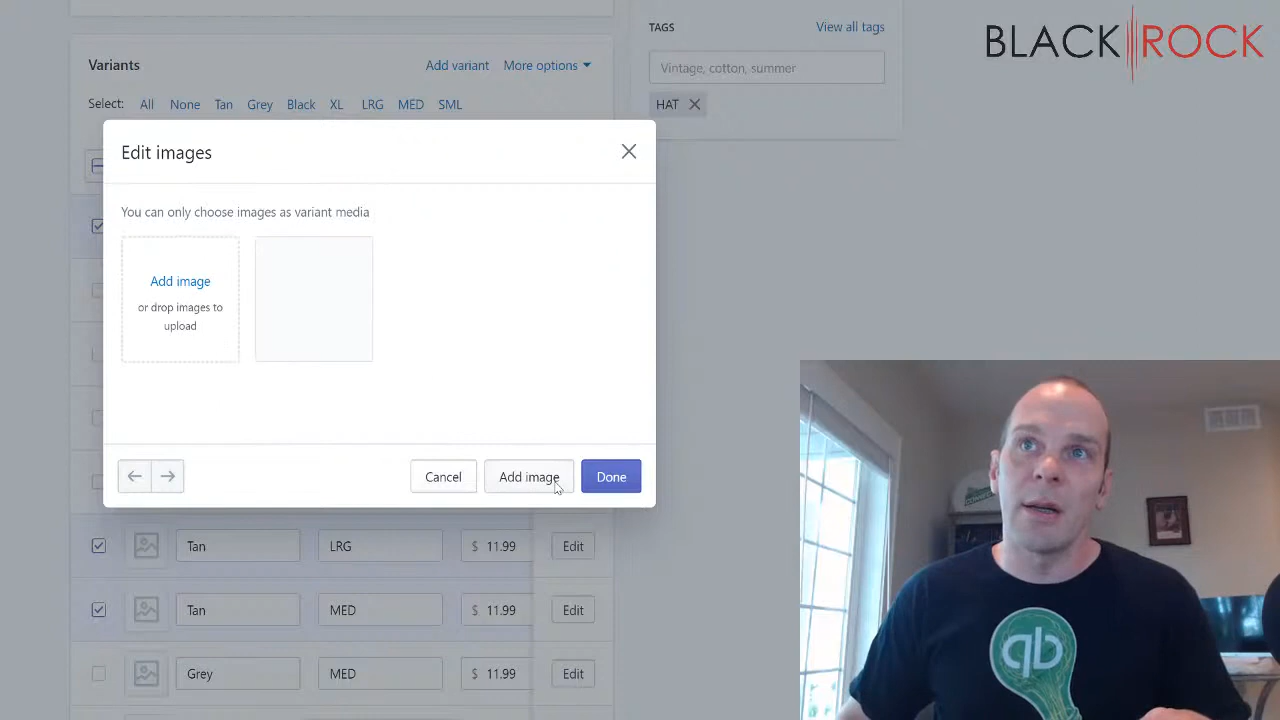 BLACK ROCK
TAGS
View all tags
Variants
Add variant
More options
Vintage, cotton, summer
Select: All None Tan Grey Black XL LRG MED SML
HAT
Edit images
You can only choose images as variant media
Add image
or drop images to
upload
Cancel
Add image
Done
Tan LRG $ 11.99 Edit
Tan MED $ 11.99 Edit
Grey MED $ 11.99 Edit
qb